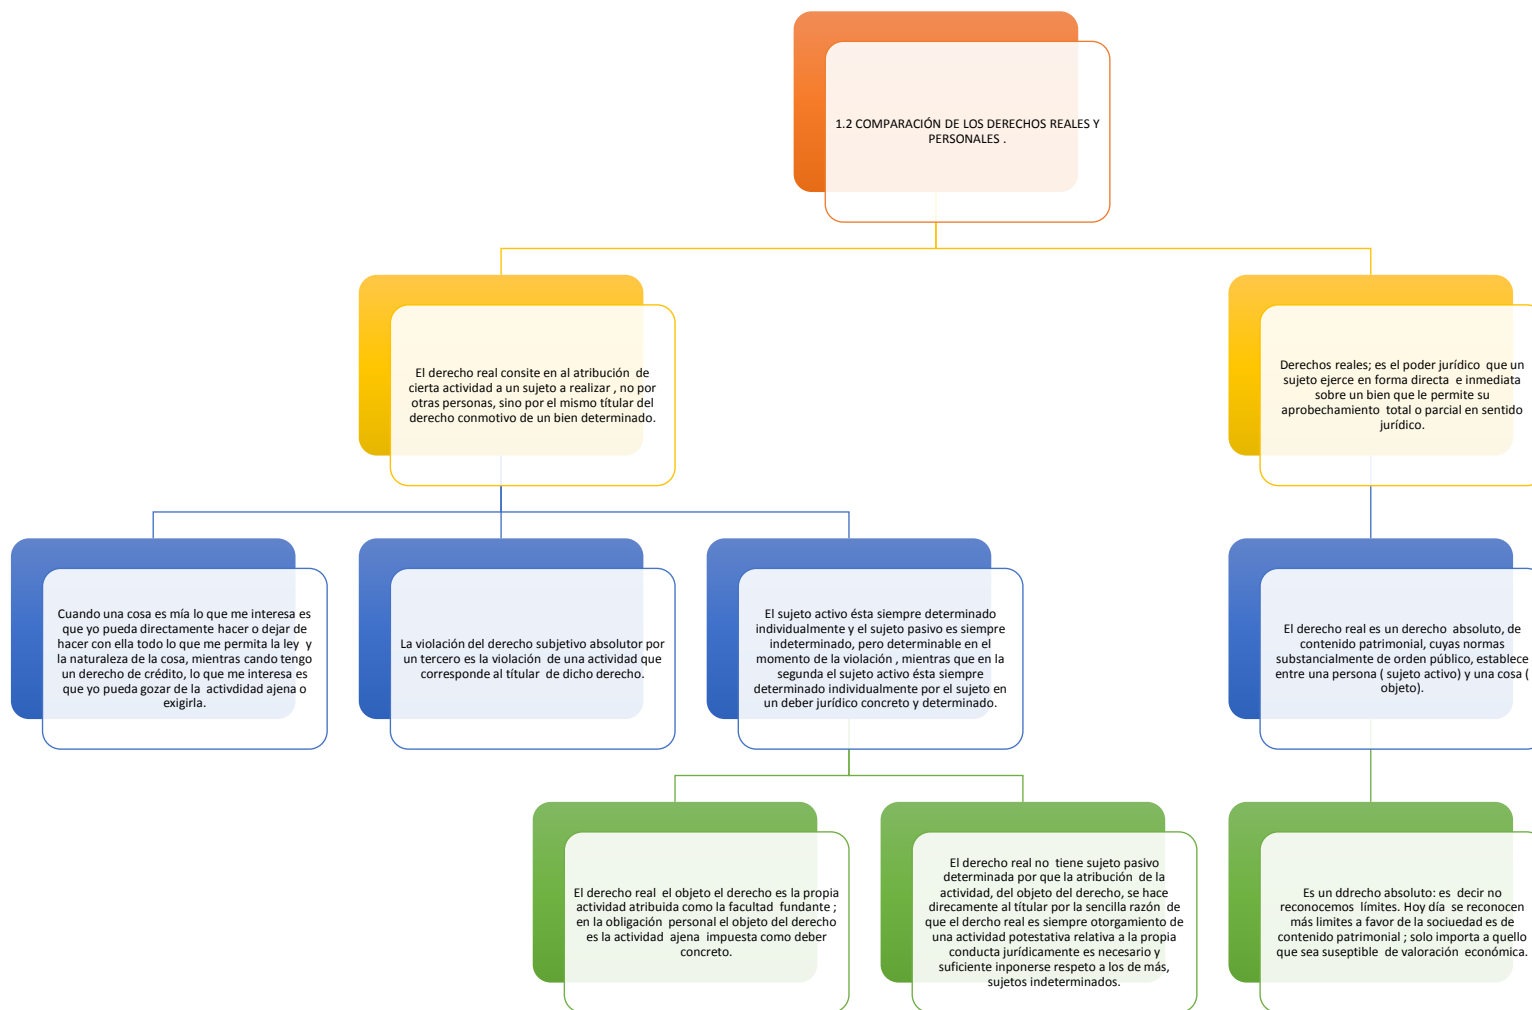 1.2 COMPARACIÓN DE LOS DERECHOS REALES Y
PERSONALES .
El derecho real consite en al atribución de
cierta actividad a un sujeto a realizar , no por
otras personas, sino por el mismo títular del
derecho conmotivo de un bien determinado.
Derechos reales; es el poder jurídico que un
sujeto ejerce en forma directa e inmediata
sobre un bien que le permite su
aprobechamiento total o parcial en sentido
jurídico.
Cuando una cosa es mía lo que me interesa es
que yo pueda directamente hacer o dejar de
hacer con ella todo lo que me permita la ley y
la naturaleza de la cosa, mientras cando tengo
un derecho de crédito, lo que me interesa es
que yo pueda gozar de la activdidad ajena o
exigirla.
La violación del derecho subjetivo absolutor por
un tercero es la violación de una actividad que
corresponde al títular de dicho derecho.
El sujeto activo ésta siempre determinado
individualmente y el sujeto pasivo es siempre
indeterminado, pero determinable en el
momento de la violación , mientras que en la
segunda el sujeto activo ésta siempre
determinado individualmente por el sujeto en
un deber jurídico concreto y determinado.
El derecho real es un derecho absoluto, de
contenido patrimonial, cuyas normas
substancialmente de orden público, establece
entre una persona ( sujeto activo) y una cosa (
objeto).
El derecho real el objeto el derecho es la propia
actividad atribuida como la facultad fundante ;
en la obligación personal el objeto del derecho
es la actividad ajena impuesta como deber
concreto.
El derecho real no tiene sujeto pasivo
determinada por que la atribución de la
actividad, del objeto del derecho, se hace
direcamente al títular por la sencilla razón de
que el dercho real es siempre otorgamiento de
una actividad potestativa relativa a la propia
conducta jurídicamente es necesario y
suficiente inponerse respeto a los de más,
sujetos indeterminados.
Es un ddrecho absoluto: es decir no
reconocemos límites. Hoy día se reconocen
más limites a favor de la sociuedad es de
contenido patrimonial ; solo importa a quello
que sea suseptible de valoración económica.